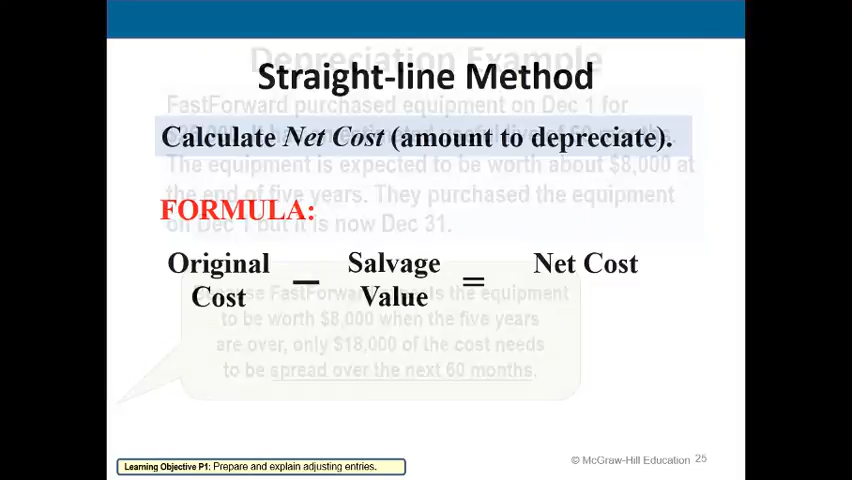 Depreciation Example
Straight-line Method
FastForward purchased equipment on Dec 1 for
Calculate Net Cost (amount to depreciate).
The equipment is expected to be worth about $8,000 at
the end of five years. They purchased the equipment
FORMULA:
on Dec 1 but it is now Dec 31.
Original Cost
−
Salvage Value
=
Net Cost
Because FastForward expects the equipment
to be worth $8,000 when the five years
are over, only $18,000 of the cost needs
to be spread over the next 60 months.
Learning Objective P1: Prepare and explain adjusting entries.
© McGraw-Hill Education 25